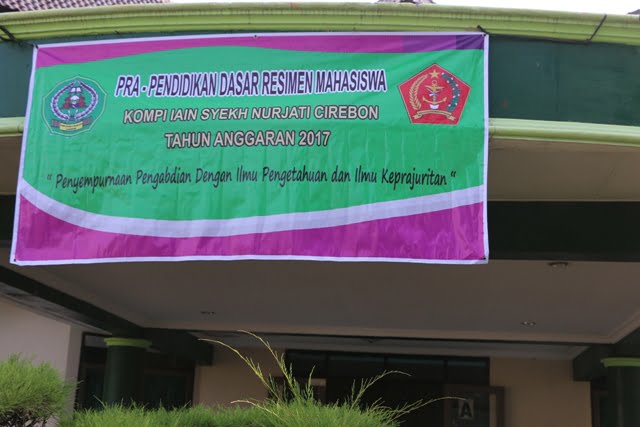 PRA - PENDIDIKAN DASAR RESIMEN MAHASISWA
KOMPI IAIN SYEKH NURJATI CIREBON
TAHUN ANGGARAN 2017
" Penyempurnaan Pengabdian Dengan Ilmu Pengetahuan dan Ilmu Keprajuritan "
A